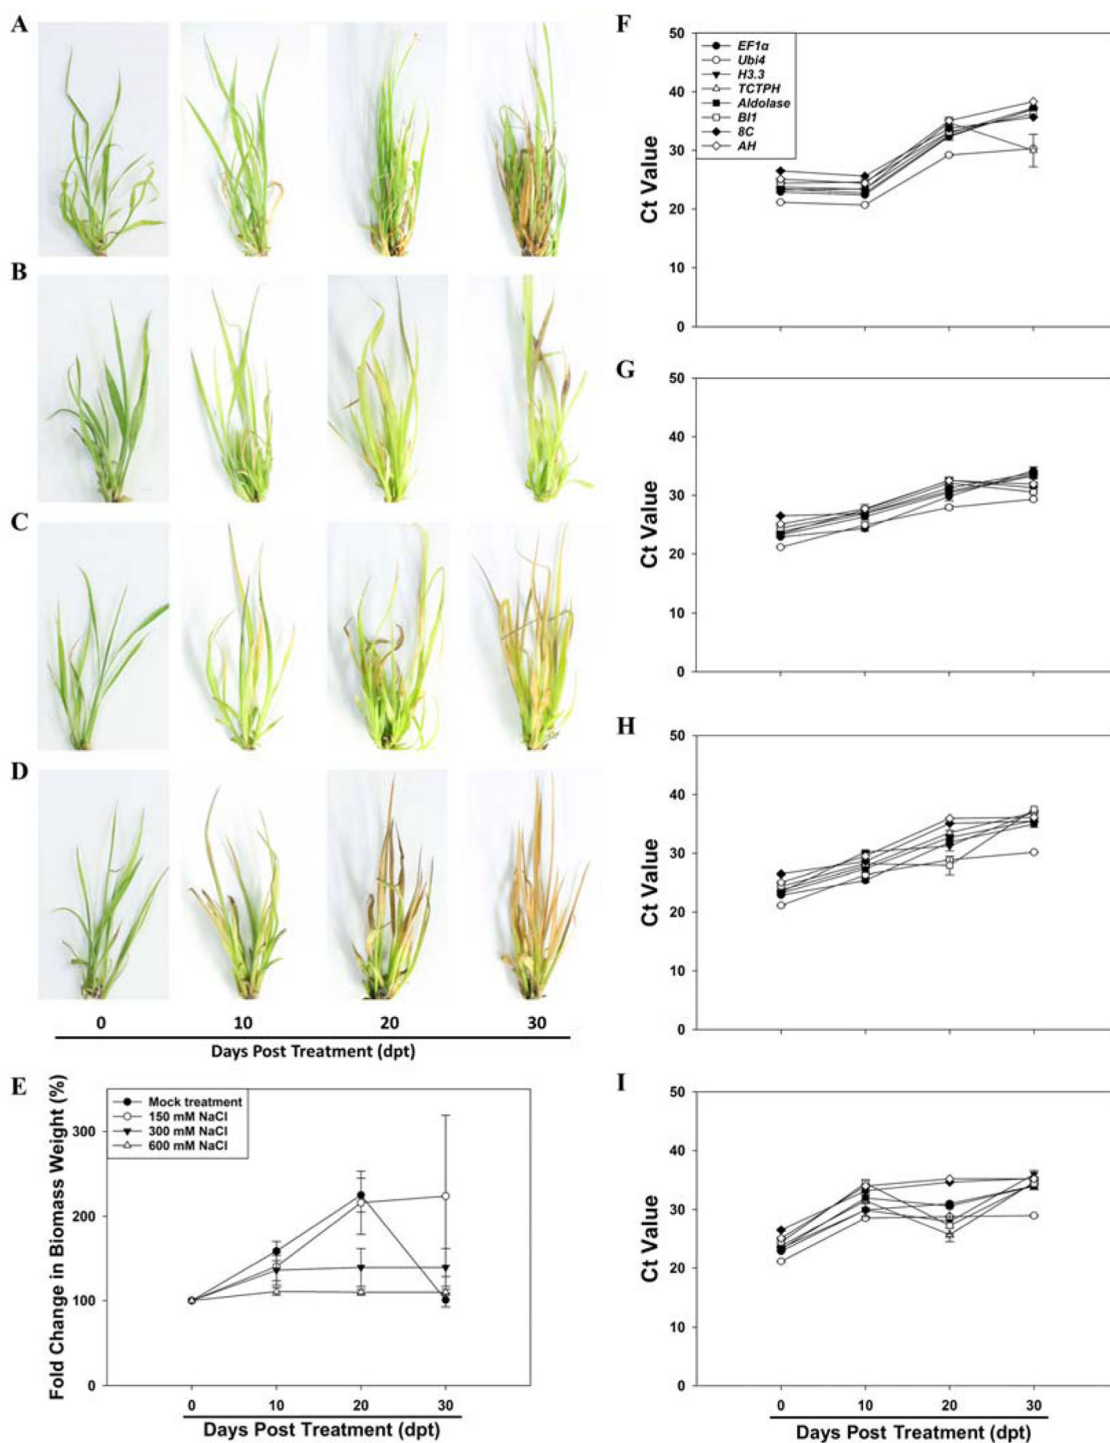 A
B
C
D
0 10 20 30
Days Post Treatment (dpt)
E
Fold Change in Biomass Weight (%)
300
200
100
0
Mock treatment
150 mM NaCl
300 mM NaCl
600 mM NaCl
0 10 20 30
Days Post Treatment (dpt)
F
Ct Value
50
40
30
20
10
0
EF1α
Ubi4
H3.3
TCTPH
Aldolase
BI1
8C
AH
G
Ct Value
50
40
30
20
10
0
H
Ct Value
50
40
30
20
10
0
I
Ct Value
50
40
30
20
10
0
0 10 20 30
Days Post Treatment (dpt)